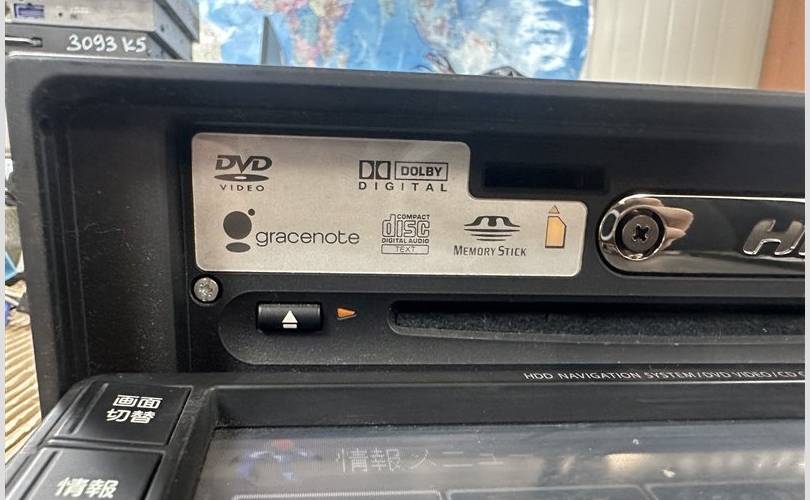 3093 K5
DVD
VIDEO
DOLBY
DIGITAL
gracenote
COMPACT
disc
DIGITAL AUDIO
TEXT
MEMORY STICK
HDD NAVIGATION SYSTEM/DVD VIDEO/CD
画面
切替
情報
情報メニュー